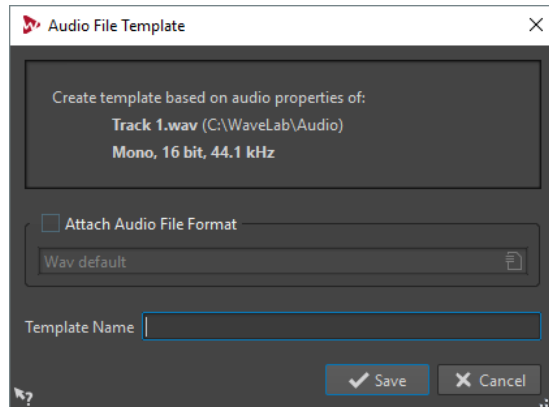 Audio File Template
Create template based on audio properties of:
Track 1.wav (C:\WaveLab\Audio)
Mono, 16 bit, 44.1 kHz
Attach Audio File Format
Wav default
Template Name
Save Cancel
?